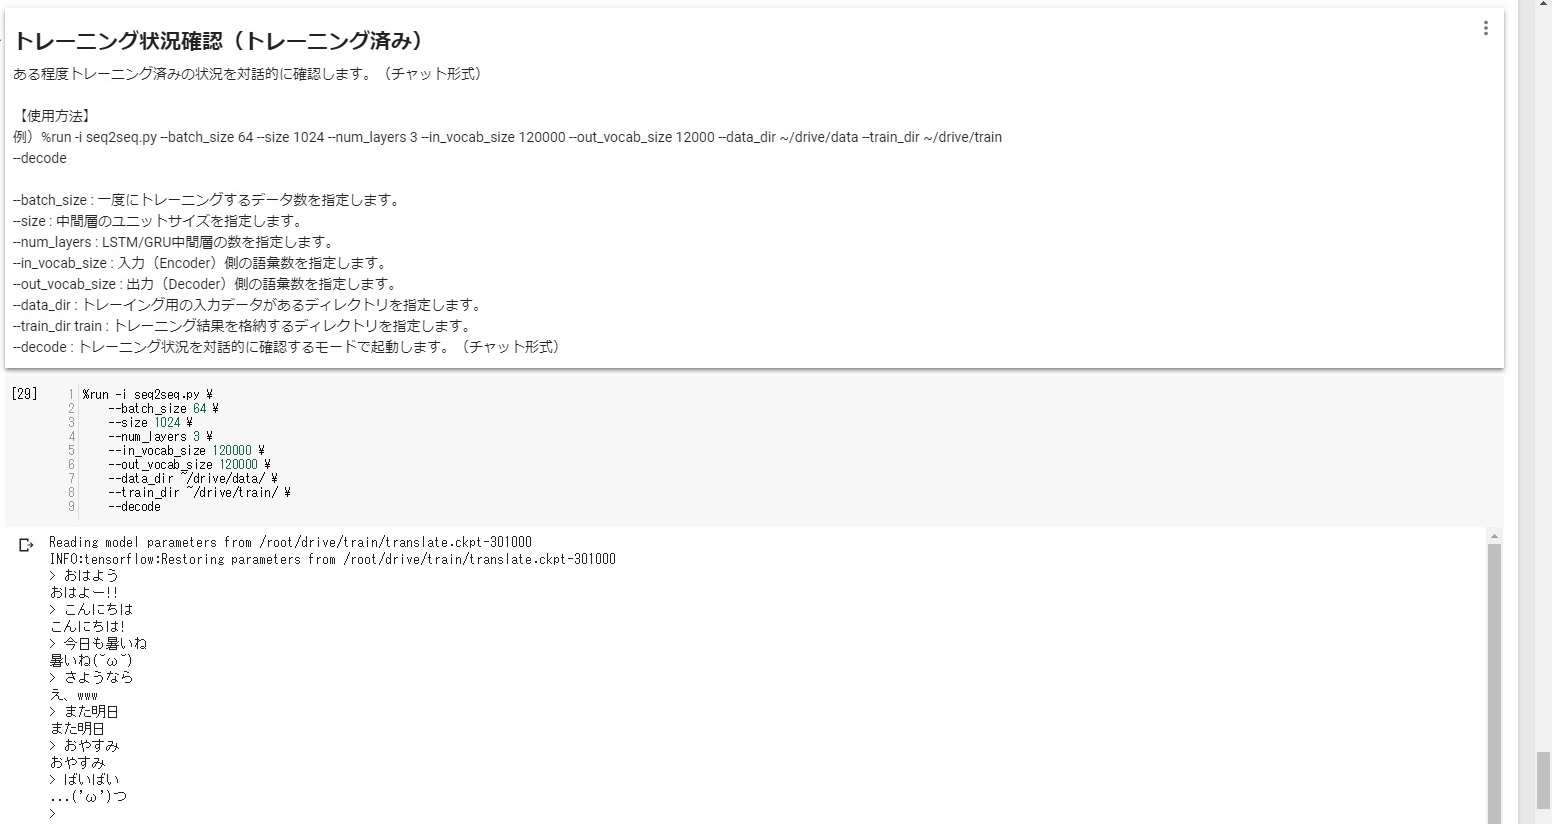 トレーニング状況確認（トレーニング済み）
ある程度トレーニング済みの状況を対話的に確認します。（チャット形式）
【使用方法】
例）%run -i seq2seq.py --batch_size 64 --size 1024 --num_layers 3 --in_vocab_size 120000 --out_vocab_size 12000 --data_dir ~/drive/data --train_dir ~/drive/train
--decode
--batch_size : 一度にトレーニングするデータ数を指定します。
--size : 中間層のユニットサイズを指定します。
--num_layers : LSTM/GRU中間層の数を指定します。
--in_vocab_size : 入力（Encoder）側の語彙数を指定します。
--out_vocab_size : 出力（Decoder）側の語彙数を指定します。
--data_dir : トレーイング用の入力データがあるディレクトリを指定します。
--train_dir train : トレーニング結果を格納するディレクトリを指定します。
--decode : トレーニング状況を対話的に確認するモードで起動します。（チャット形式）
[29] 1 %run -i seq2seq.py ¥
2 --batch_size 64 ¥
3 --size 1024 ¥
4 --num_layers 3 ¥
5 --in_vocab_size 120000 ¥
6 --out_vocab_size 120000 ¥
7 --data_dir ~/drive/data/ ¥
8 --train_dir ~/drive/train/ ¥
9 --decode
Reading model parameters from /root/drive/train/translate.ckpt-301000
INFO:tensorflow:Restoring parameters from /root/drive/train/translate.ckpt-301000
> おはよう
おはよー!!
> こんにちは
こんにちは!
> 今日も暑いね
暑いね(˘ω˘)
> さようなら
え、www
> また明日
また明日
> おやすみ
おやすみ
> ばいばい
...('ω')つ
>